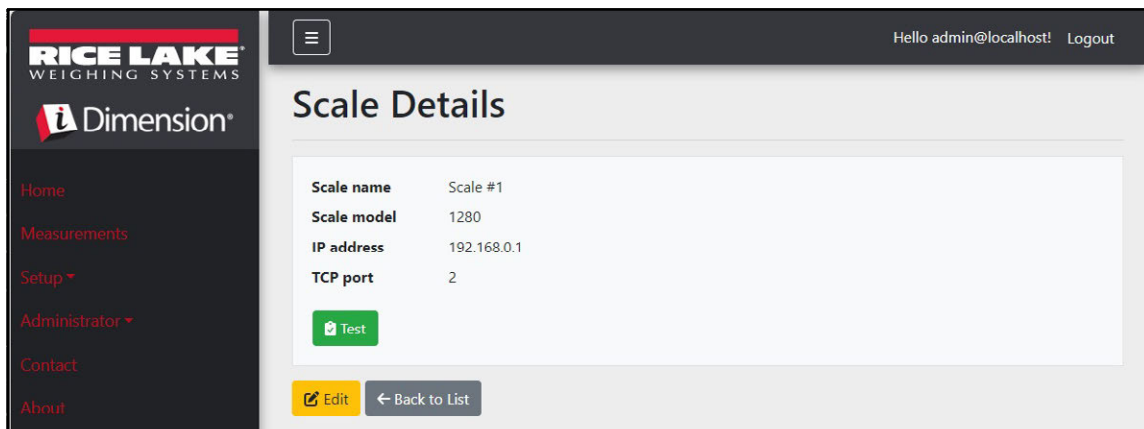 RICE LAKE®
WEIGHING SYSTEMS
i Dimension®
Home
Measurements
Setup
Administrator
Contact
About
Hello admin@localhost! Logout
Scale Details
Scale name Scale #1
Scale model 1280
IP address 192.168.0.1
TCP port 2
Test
Edit
Back to List